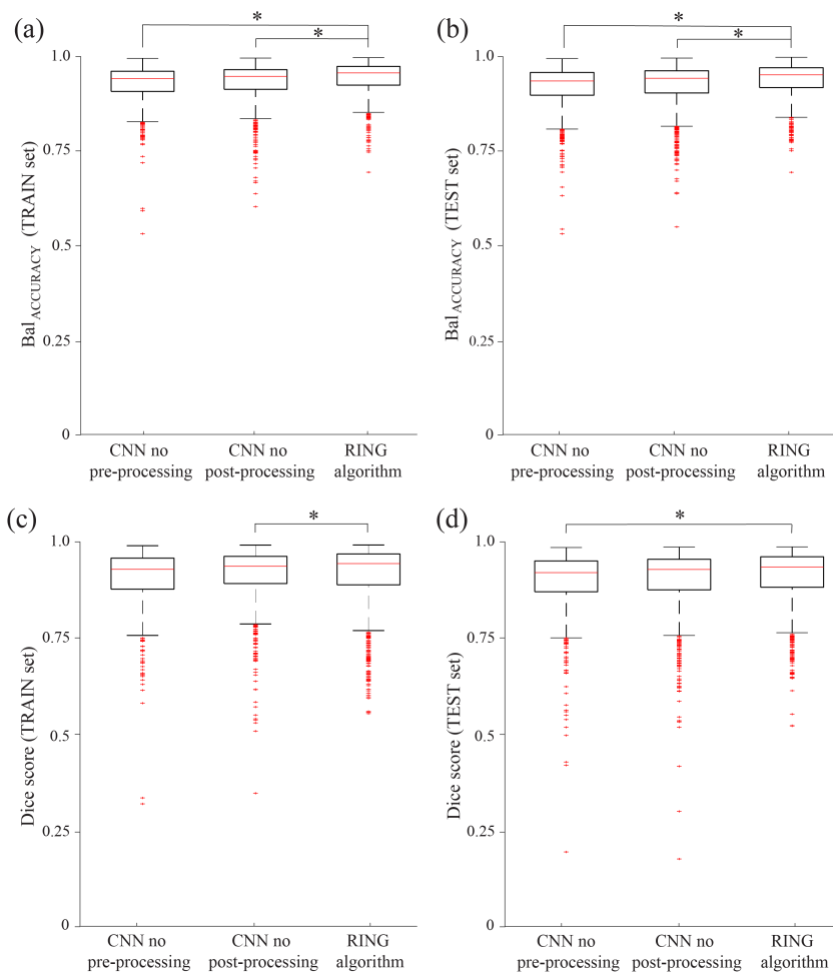 (a)
*
*
1.0
0.75
0.5
0.25
0
Bal_ACCURACY (TRAIN set)
CNN no
pre-processing
CNN no
post-processing
RING
algorithm
(b)
*
*
1.0
0.75
0.5
0.25
0
Bal_ACCURACY (TEST set)
CNN no
pre-processing
CNN no
post-processing
RING
algorithm
(c)
*
1.0
0.75
0.5
0.25
0
Dice score (TRAIN set)
CNN no
pre-processing
CNN no
post-processing
RING
algorithm
(d)
*
1.0
0.75
0.5
0.25
0
Dice score (TEST set)
CNN no
pre-processing
CNN no
post-processing
RING
algorithm